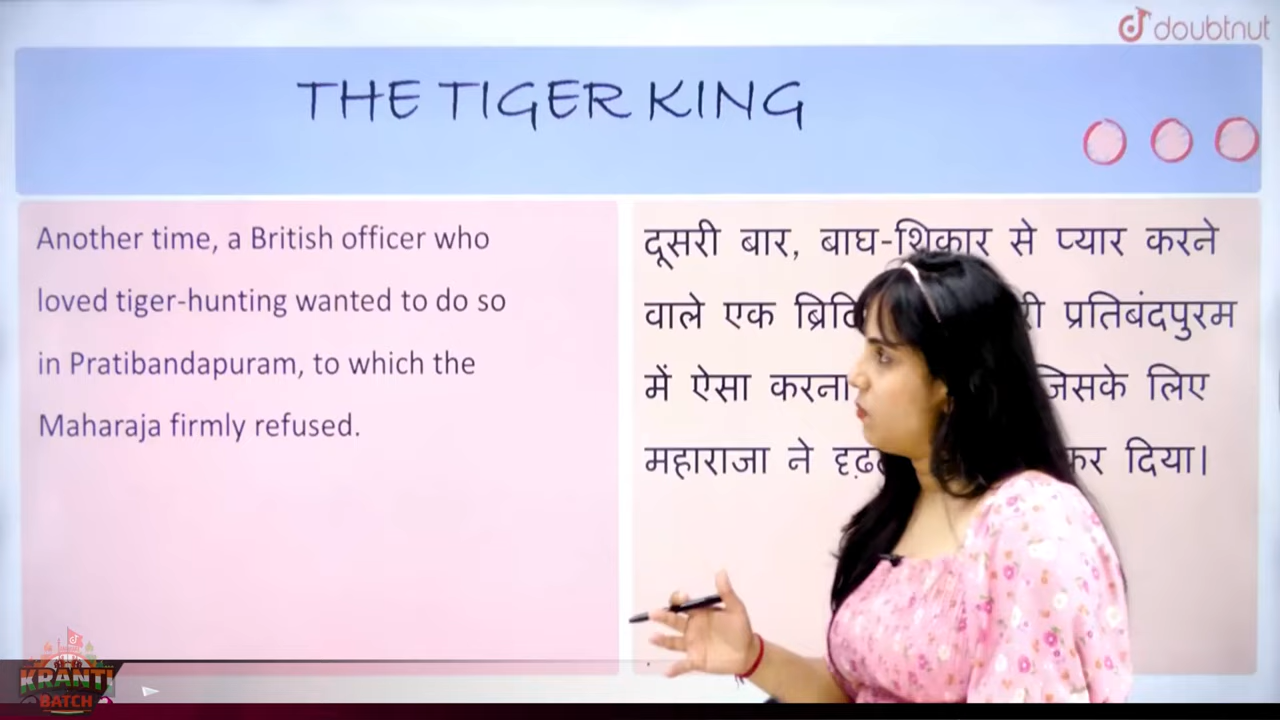 doubtnut
THE TIGER KING
Another time, a British officer who
loved tiger-hunting wanted to do so
in Pratibandapuram, to which the
Maharaja firmly refused.
दूसरी बार, बाघ-शिकार से प्यार करने
वाले एक प्रतिबंदपुरम
में ऐसा करना जिसके लिए
महाराजा ने कर दिया।
KRANTI
BATCH